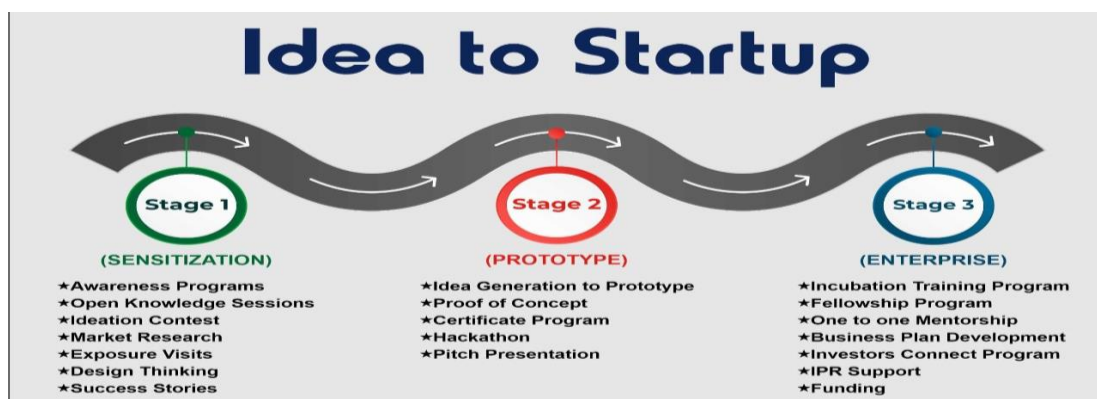 Idea to Startup
Stage 1
(SENSITIZATION)
★Awareness Programs
★Open Knowledge Sessions
★Ideation Contest
★Market Research
★Exposure Visits
★Design Thinking
★Success Stories
Stage 2
(PROTOTYPE)
★Idea Generation to Prototype
★Proof of Concept
★Certificate Program
★Hackathon
★Pitch Presentation
Stage 3
(ENTERPRISE)
★Incubation Training Program
★Fellowship Program
★One to one Mentorship
★Business Plan Development
★Investors Connect Program
★IPR Support
★Funding